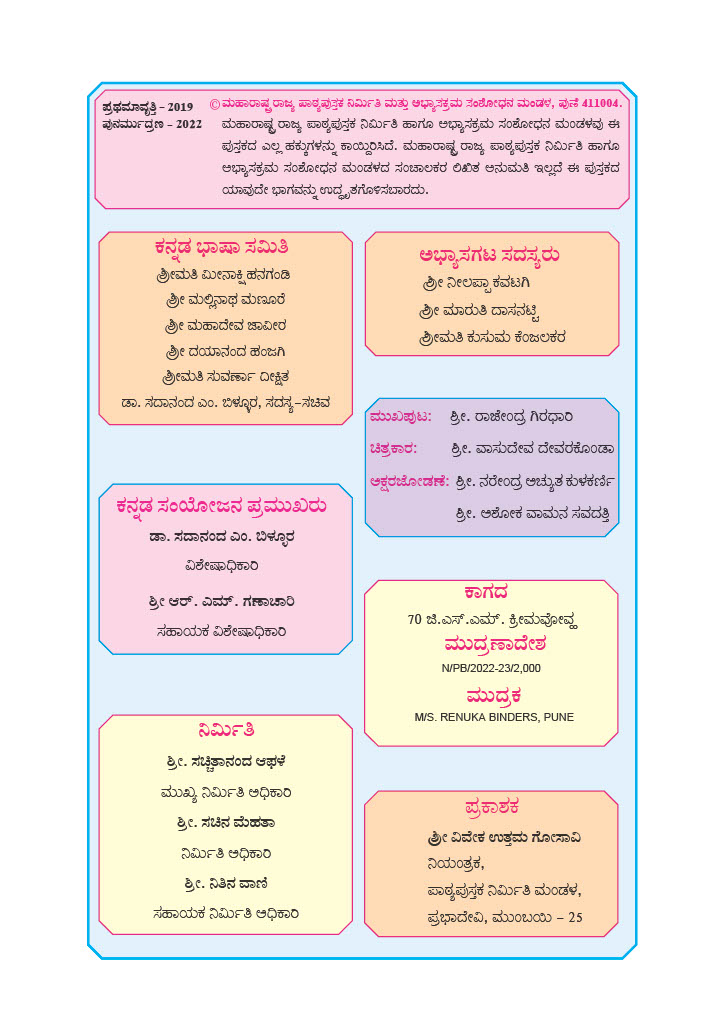 ಪ್ರಥಮಾವೃತ್ತಿ – 2019
ಪುನರ್ಮುದ್ರಣ – 2022
© ಮಹಾರಾಷ್ಟ್ರ ರಾಜ್ಯ ಪಾಠ್ಯಪುಸ್ತಕ ನಿರ್ಮಿತಿ ಮತ್ತು ಅಭ್ಯಾಸಕ್ರಮ ಸಂಶೋಧನ ಮಂಡಳ, ಪುಣೆ 411004.
ಮಹಾರಾಷ್ಟ್ರ ರಾಜ್ಯ ಪಾಠ್ಯಪುಸ್ತಕ ನಿರ್ಮಿತಿ ಹಾಗೂ ಅಭ್ಯಾಸಕ್ರಮ ಸಂಶೋಧನ ಮಂಡಳವು ಈ
ಪುಸ್ತಕದ ಎಲ್ಲ ಹಕ್ಕುಗಳನ್ನು ಕಾಯ್ದಿರಿಸಿದೆ. ಮಹಾರಾಷ್ಟ್ರ ರಾಜ್ಯ ಪಾಠ್ಯಪುಸ್ತಕ ನಿರ್ಮಿತಿ ಹಾಗೂ
ಅಭ್ಯಾಸಕ್ರಮ ಸಂಶೋಧನ ಮಂಡಳದ ಸಂಚಾಲಕರ ಲಿಖಿತ ಅನುಮತಿ ಇಲ್ಲದೆ ಈ ಪುಸ್ತಕದ
ಯಾವುದೇ ಭಾಗವನ್ನು ಉದ್ಧೃತಗೊಳಿಸಬಾರದು.
ಕನ್ನಡ ಭಾಷಾ ಸಮಿತಿ
ಶ್ರೀಮತಿ ಮೀನಾಕ್ಷಿ ಹನಗಂಡಿ
ಶ್ರೀ ಮಲ್ಲಿನಾಥ ಮಣೂರೆ
ಶ್ರೀ ಮಹಾದೇವ ಜಾವೀರ
ಶ್ರೀ ದಯಾನಂದ ಹಂಜಗಿ
ಶ್ರೀಮತಿ ಸುವರ್ಣಾ ದೀಕ್ಷಿತ
ಡಾ. ಸದಾನಂದ ಎಂ. ಬಿಳ್ಳೂರ, ಸದಸ್ಯ–ಸಚಿವ
ಅಭ್ಯಾಸಗಟ ಸದಸ್ಯರು
ಶ್ರೀ ನೀಲಪ್ಪಾ ಕವಟಗಿ
ಶ್ರೀ ಮಾರುತಿ ದಾಸನಟ್ಟಿ
ಶ್ರೀಮತಿ ಕುಸುಮ ಕೆಂಜಲಕರ
ಮುಖಪುಟ: ಶ್ರೀ. ರಾಜೇಂದ್ರ ಗಿರಧಾರಿ
ಚಿತ್ರಕಾರ: ಶ್ರೀ. ವಾಸುದೇವ ದೇವರಕೊಂಡಾ
ಅಕ್ಷರಜೋಡಣೆ: ಶ್ರೀ. ನರೇಂದ್ರ ಅಚ್ಯುತ ಕುಳಕರ್ಣಿ
ಶ್ರೀ. ಅಶೋಕ ವಾಮನ ಸವದತ್ತಿ
ಕನ್ನಡ ಸಂಯೋಜನ ಪ್ರಮುಖರು
ಡಾ. ಸದಾನಂದ ಎಂ. ಬಿಳ್ಳೂರ
ವಿಶೇಷಾಧಿಕಾರಿ
ಶ್ರೀ ಆರ್. ಎಮ್. ಗಣಾಚಾರಿ
ಸಹಾಯಕ ವಿಶೇಷಾಧಿಕಾರಿ
ಕಾಗದ
70 ಜಿ.ಎಸ್.ಎಮ್. ಕ್ರೀಮವೋವ್ಹ
ಮುದ್ರಣಾದೇಶ
N/PB/2022-23/2,000
ಮುದ್ರಕ
M/S. RENUKA BINDERS, PUNE
ನಿರ್ಮಿತಿ
ಶ್ರೀ. ಸಚ್ಚಿತಾನಂದ ಆಫಳೆ
ಮುಖ್ಯ ನಿರ್ಮಿತಿ ಅಧಿಕಾರಿ
ಶ್ರೀ. ಸಚಿನ ಮೆಹತಾ
ನಿರ್ಮಿತಿ ಅಧಿಕಾರಿ
ಶ್ರೀ. ನಿತಿನ ವಾಣಿ
ಸಹಾಯಕ ನಿರ್ಮಿತಿ ಅಧಿಕಾರಿ
ಪ್ರಕಾಶಕ
ಶ್ರೀ ವಿವೇಕ ಉತ್ತಮ ಗೋಸಾವಿ
ನಿಯಂತ್ರಕ,
ಪಾಠ್ಯಪುಸ್ತಕ ನಿರ್ಮಿತಿ ಮಂಡಳ,
ಪ್ರಭಾದೇವಿ, ಮುಂಬಯಿ – 25